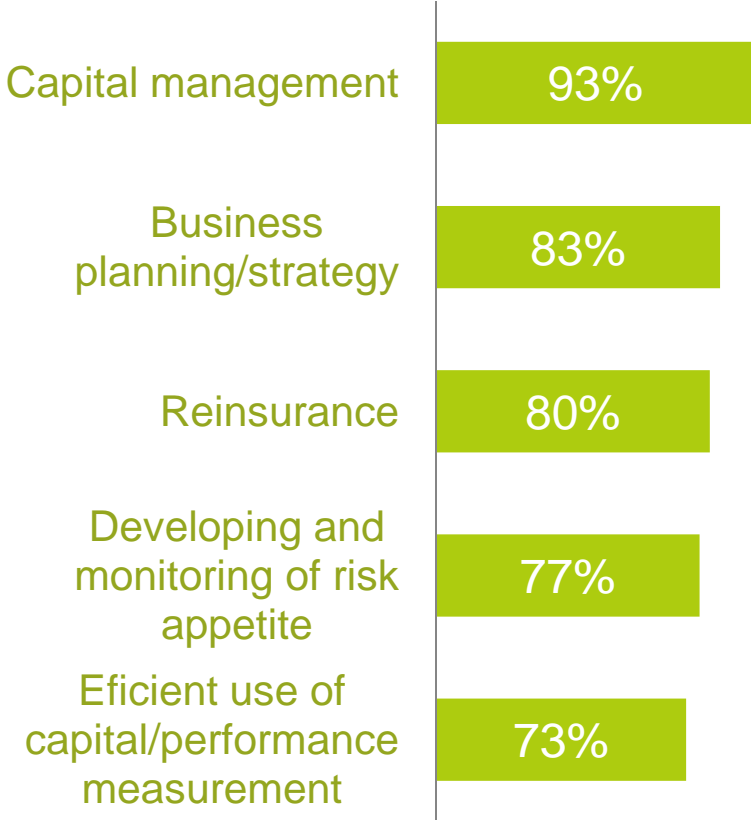 Capital management
93%
Business
planning/strategy
83%
Reinsurance
80%
Developing and
monitoring of risk
appetite
77%
Eficient use of
capital/performance
measurement
73%